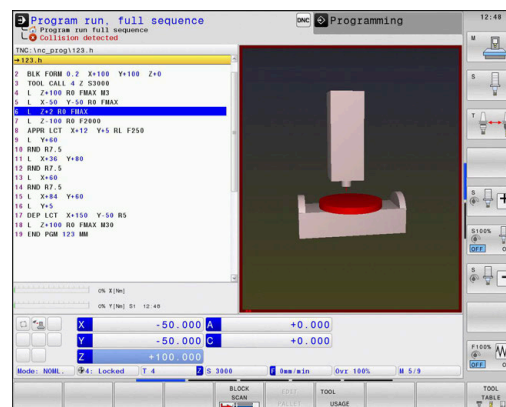 Program run, full sequence
DNC
Programming
12:48
Program run full sequence
Collision detected
TNC:\nc_prog\123.h
→123.h
2 BLK FORM 0.2 X+100 Y+100 Z+0
3 TOOL CALL 4 Z S3000
4 L Z+100 R0 FMAX M3
5 L X-50 Y-50 R0 FMAX
6 L Z+2 R0 FMAX
7 L Z-100 R0 F2000
8 APPR LCT X+12 Y+5 RL F250
9 L Y+60
10 RND R7.5
11 L X+36 Y+80
12 RND R7.5
13 L X+60
14 RND R7.5
15 L X+84 Y+60
16 L Y+5
17 DEP LCT X+150 Y-50 R5
18 L Z+100 R0 FMAX M30
19 END PGM 123 MM
0% X[Nm]
0% Y[Nm] S1 12:48
X -50.000 A +0.000
Y -50.000 C +0.000
Z +100.000
Mode: NOML. 4: Locked T 4 Z S 3000 F 0mm/min Ovr 100% M 5/9
M
S
T
S
S100%
OFF
S
F100%
OFF
BLOCK
SCAN
TOOL
USAGE
TOOL
TABLE